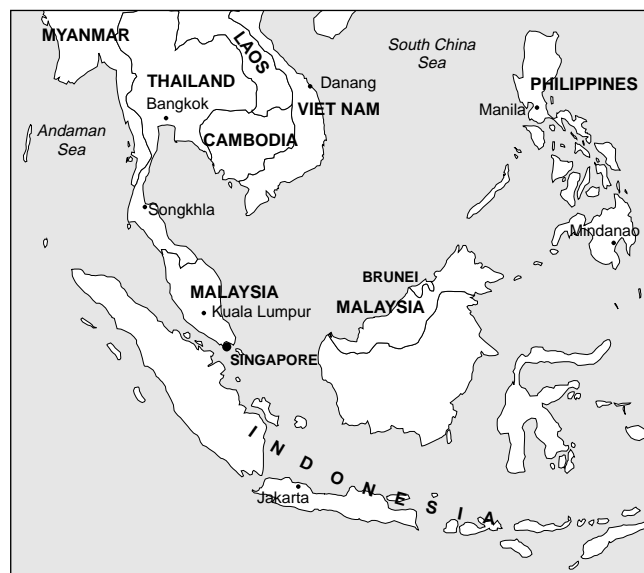 MYANMAR
LAOS
South China
Sea
THAILAND
Bangkok
Danang
PHILIPPINES
VIET NAM
Manila
Andaman
Sea
CAMBODIA
Songkhla
Mindanao
BRUNEI
MALAYSIA
Kuala Lumpur
MALAYSIA
SINGAPORE
INDONESIA
Jakarta